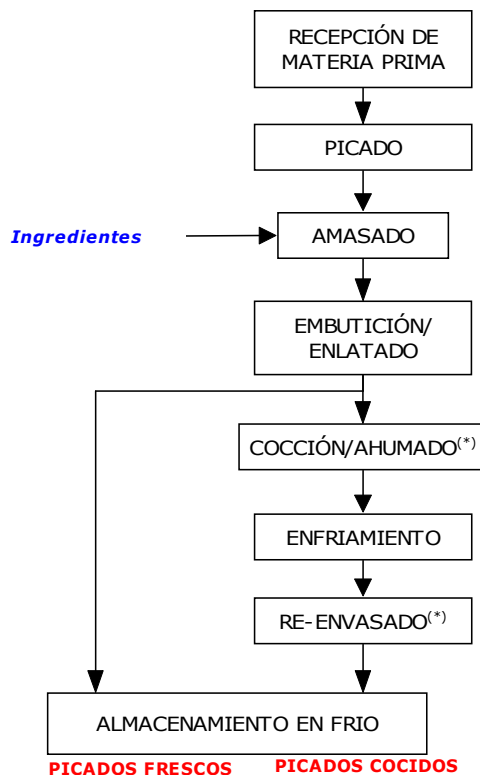 RECEPCIÓN DE
MATERIA PRIMA
PICADO
Ingredientes
AMASADO
EMBUTICIÓN/
ENLATADO
COCCIÓN/AHUMADO(*)
ENFRIAMIENTO
RE-ENVASADO(*)
ALMACENAMIENTO EN FRIO
PICADOS FRESCOS
PICADOS COCIDOS